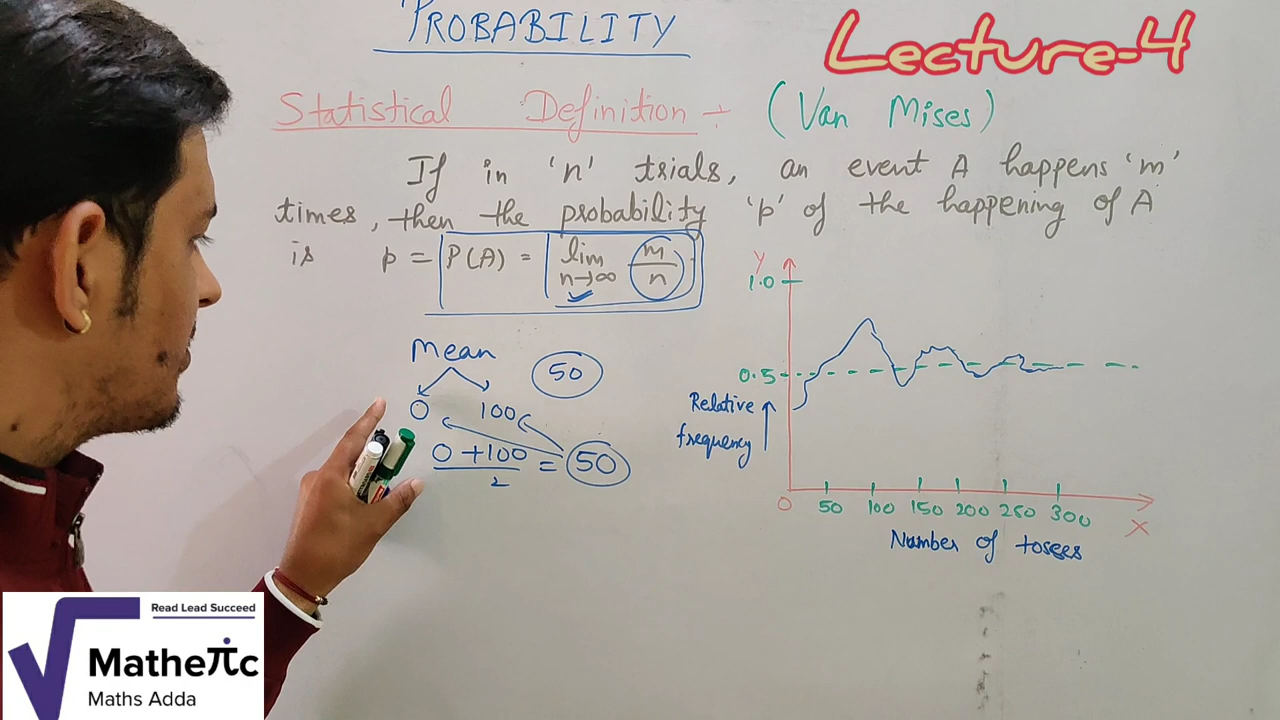 PROBABILITY
Lecture-4
Statistical Definition :- (Van Mises)
If in 'n' trials, an event A happens 'm'
times, then the probability 'p' of the happening of A
is p = P(A) = lim n→∞ m/n
Mean
50
0 100
0 + 100 / 2 = 50
Y
1.0
0.5
Relative
frequency
0 50 100 150 200 250 300
X
Number of tosses
Read Lead Succeed
Matheπc
Maths Adda